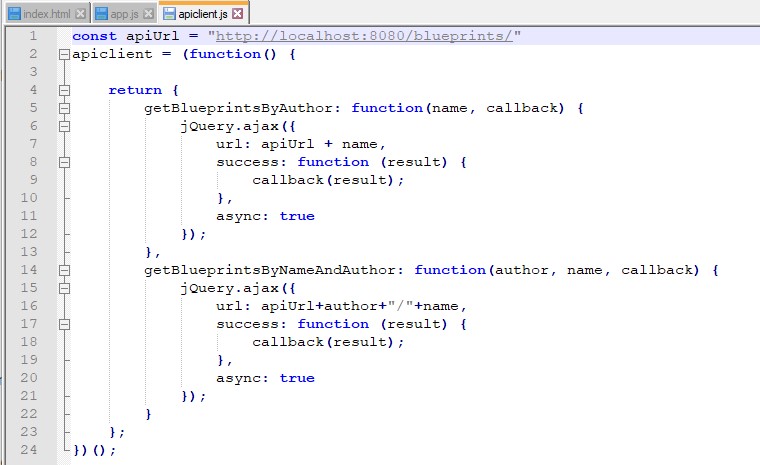 index.html app.js apiclient.js
1 const apiUrl = "http://localhost:8080/blueprints/"
2 apiclient = (function() {
3
4     return {
5         getBlueprintsByAuthor: function(name, callback) {
6             jQuery.ajax({
7                 url: apiUrl + name,
8                 success: function (result) {
9                     callback(result);
10                 },
11                 async: true
12             });
13         },
14         getBlueprintsByNameAndAuthor: function(author, name, callback) {
15             jQuery.ajax({
16                 url: apiUrl+author+"/"+name,
17                 success: function (result) {
18                     callback(result);
19                 },
20                 async: true
21             });
22         }
23     };
24 })();